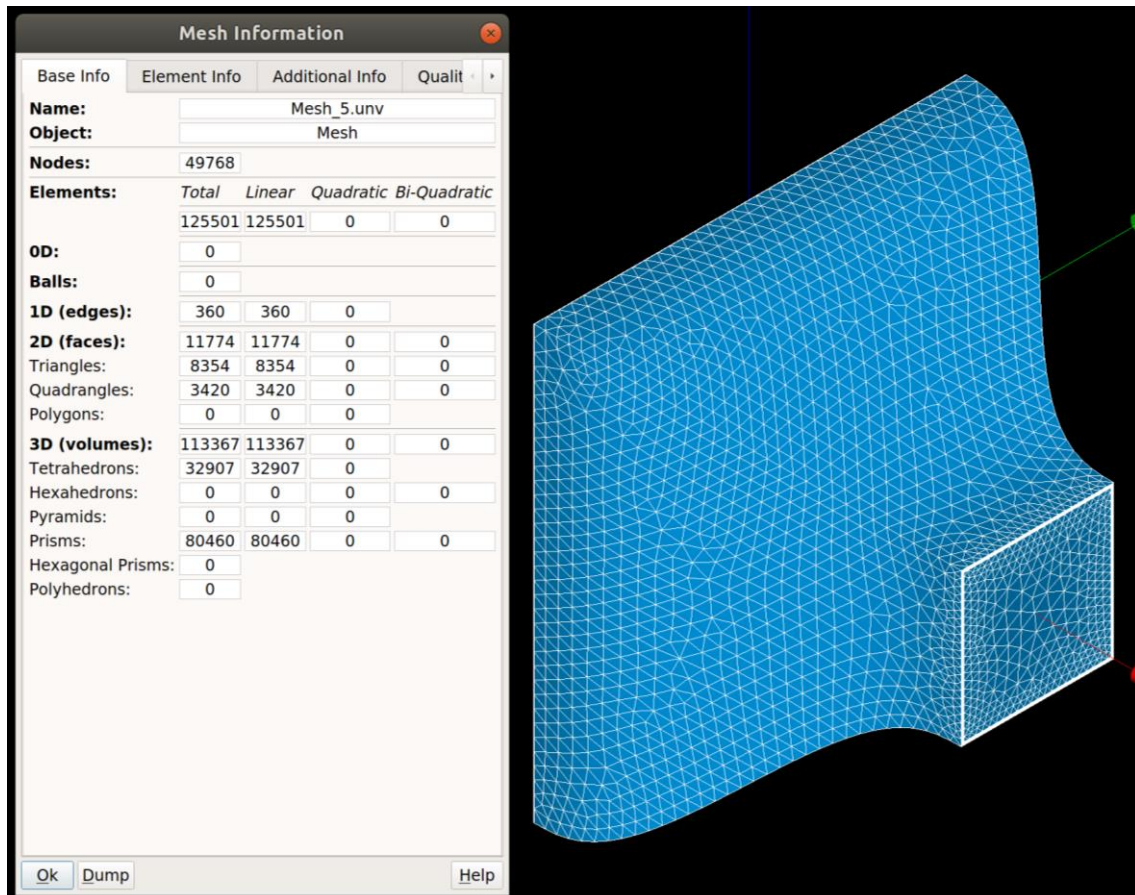 Mesh Information
Base Info Element Info Additional Info Qualit
Name: Mesh_5.unv
Object: Mesh
Nodes: 49768
Elements: Total Linear Quadratic Bi-Quadratic
125501 125501 0 0
0D: 0
Balls: 0
1D (edges): 360 360 0
2D (faces): 11774 11774 0 0
Triangles: 8354 8354 0 0
Quadrangles: 3420 3420 0 0
Polygons: 0 0 0
3D (volumes): 113367 113367 0 0
Tetrahedrons: 32907 32907 0
Hexahedrons: 0 0 0 0
Pyramids: 0 0 0
Prisms: 80460 80460 0 0
Hexagonal Prisms: 0
Polyhedrons: 0
Ok Dump Help